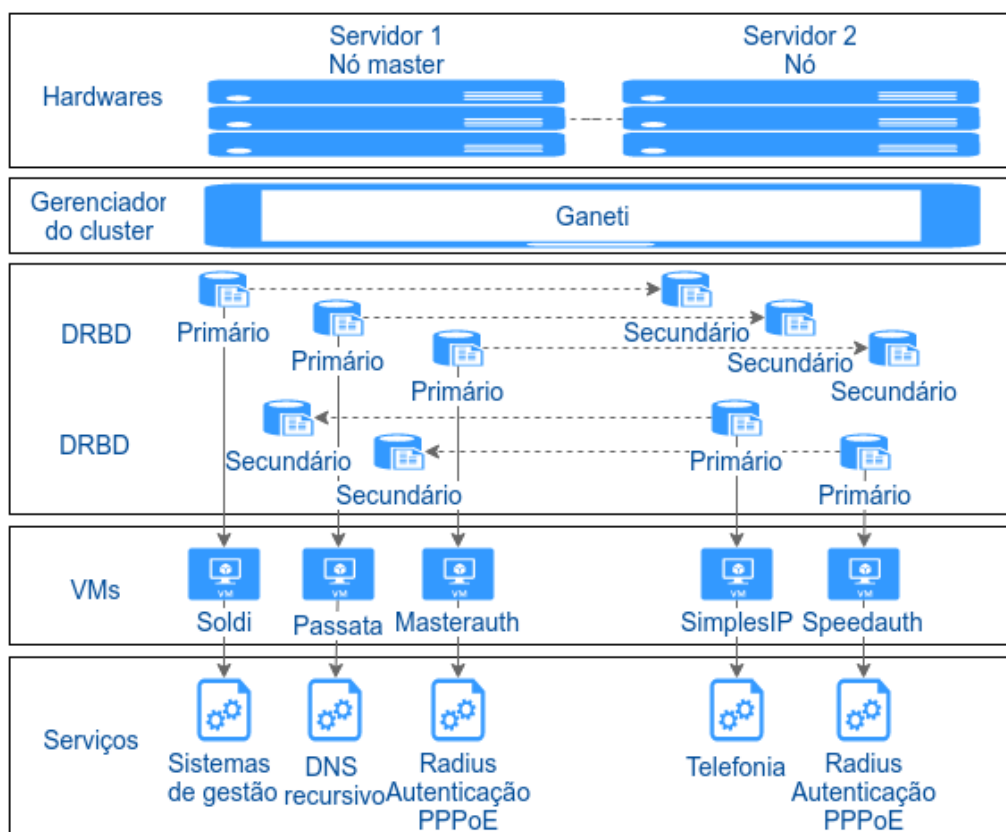 Servidor 1
Nó master
Servidor 2
Nó
Hardwares
Gerenciador
do cluster
Ganeti
DRBD
Primário
Secundário
Primário
Secundário
Primário
Secundário
DRBD
Secundário
Primário
Secundário
Primário
VMs
VM
VM
VM
VM
VM
Soldi
Passata
Masterauth
SimplesIP
Speedauth
Serviços
Sistemas
de gestão
DNS
recursivo
Radius
Autenticação
PPPoE
Telefonia
Radius
Autenticação
PPPoE